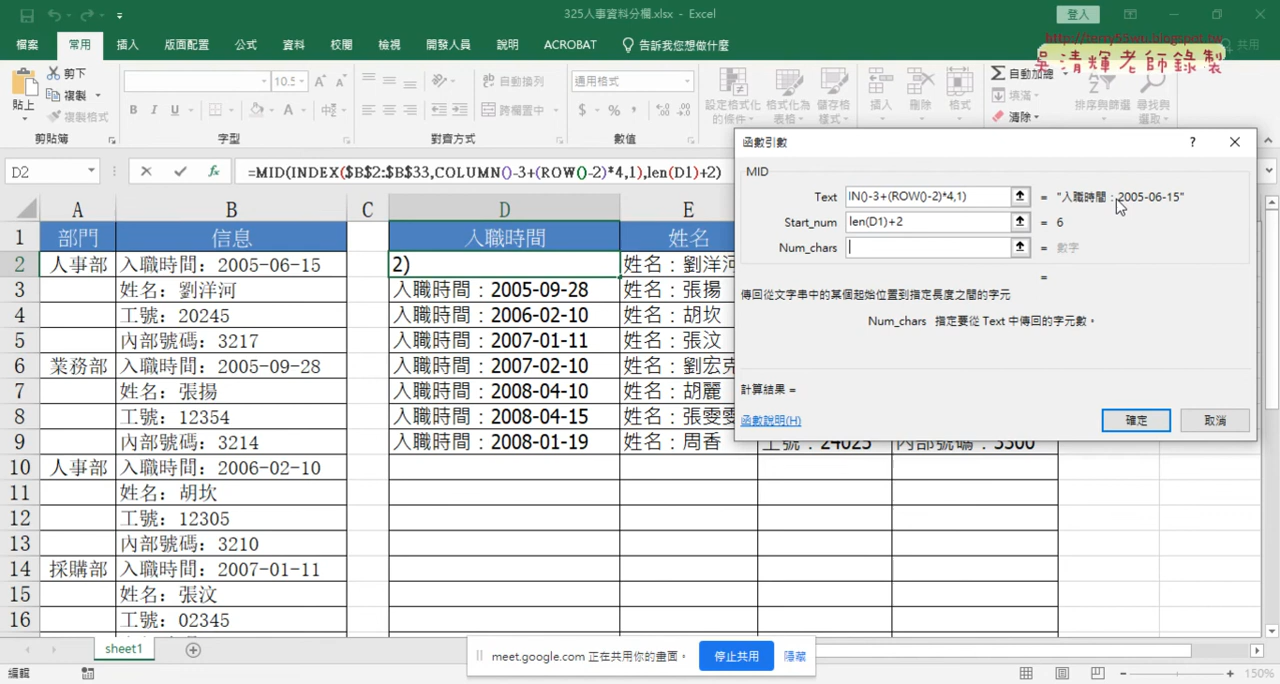 325人事資料分欄.xlsx - Excel
登入
檔案 常用 插入 版面配置 公式 資料 校閱 檢視 開發人員 說明 ACROBAT 告訴我您想做什麼 共用
http://terry55wu.blogspot.tw
吳清輝老師錄製
貼上
剪下
複製
複製格式
剪貼簿
10.5
B I U
字型
自動換列
跨欄置中
對齊方式
通用格式
數值
設定格式化的條件
格式化為表格
儲存格樣式
插入
刪除
格式
自動加總
填滿
清除
排序與篩選
尋找與
選取
D2
=MID(INDEX($B$2:$B$33,COLUMN()-3+(ROW()-2)*4,1),len(D1)+2)
函數引數
MID
Text IN()-3+(ROW()-2)*4,1) = "入職時間：2005-06-15"
Start_num len(D1)+2 = 6
Num_chars = 數字
=
傳回從文字串中的某個起始位置到指定長度之間的字元
Num_chars 指定要從 Text 中傳回的字元數。
計算結果 =
函數說明(H)
確定
取消
A B C D E
1 部門 信息 入職時間 姓名
2 人事部 入職時間：2005-06-15 2) 姓名：劉洋河
3 姓名：劉洋河 入職時間：2005-09-28 姓名：張揚
4 工號：20245 入職時間：2006-02-10 姓名：胡坎
5 內部號碼：3217 入職時間：2007-01-11 姓名：張汶
6 業務部 入職時間：2005-09-28 入職時間：2007-02-10 姓名：劉宏克
7 姓名：張揚 入職時間：2008-04-10 姓名：胡麗
8 工號：12354 入職時間：2008-04-15 姓名：張雯雯
9 內部號碼：3214 入職時間：2008-01-19 姓名：周香 工號：24025 內部號碼：3300
10 人事部 入職時間：2006-02-10
11 姓名：胡坎
12 工號：12305
13 內部號碼：3210
14 採購部 入職時間：2007-01-11
15 姓名：張汶
16 工號：02345
sheet1
meet.google.com 正在共用你的畫面。
停止共用
隱藏
編輯
150%